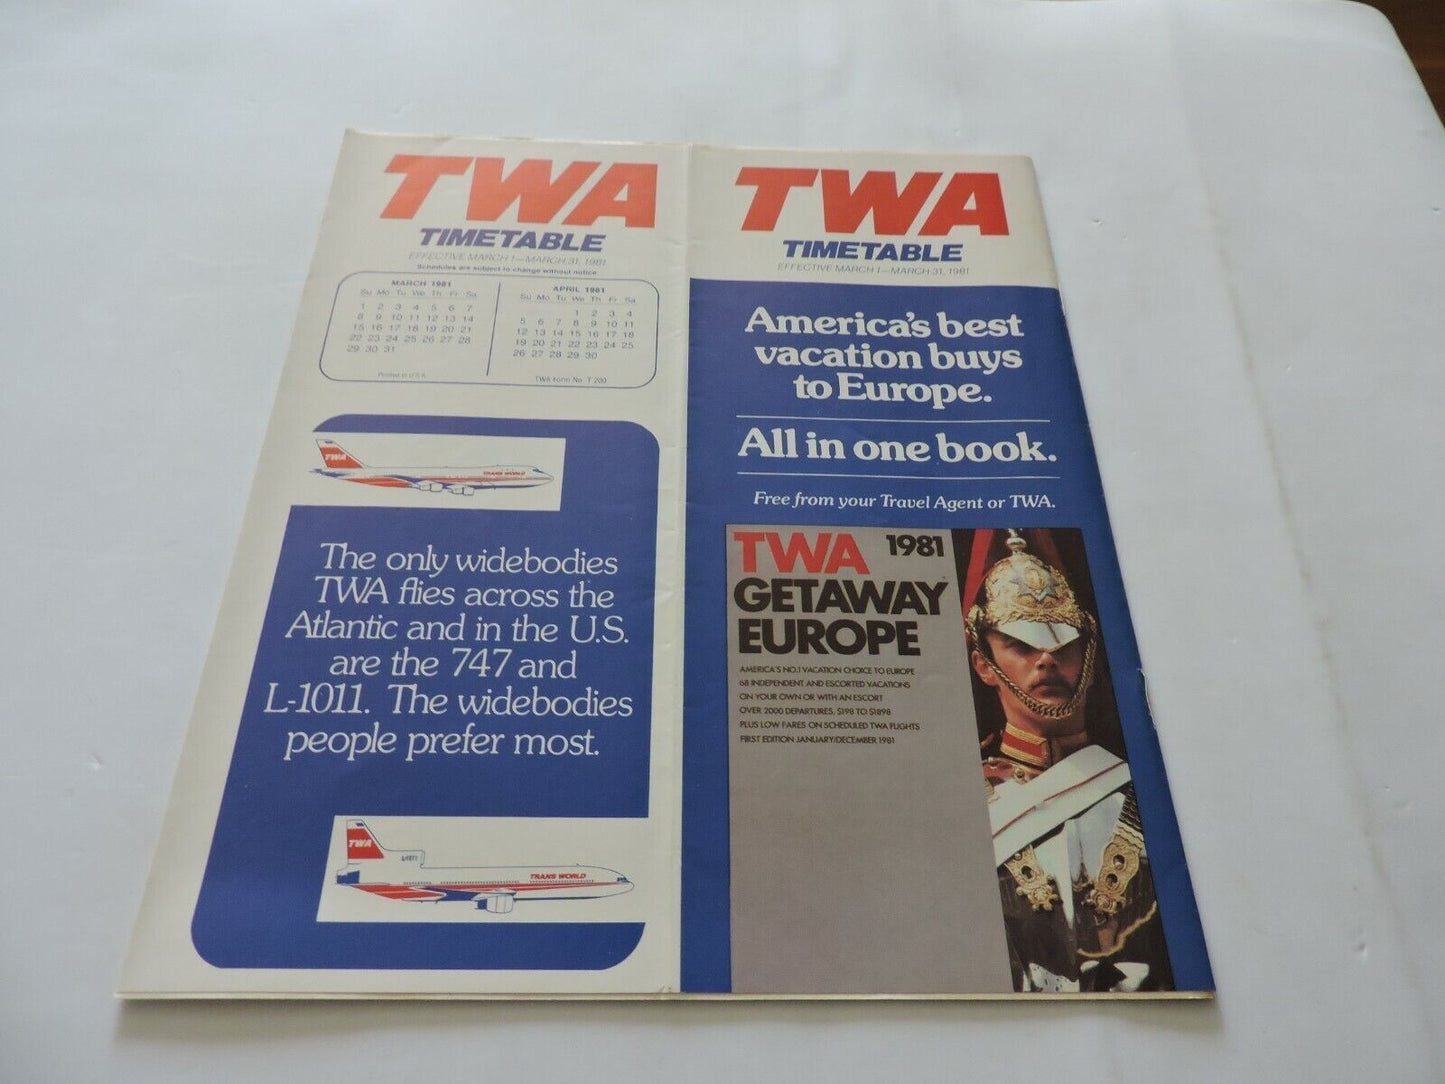 TWA
TIMETABLE
EFFECTIVE MARCH 1—MARCH 31, 1981
Schedules are subject to change without notice.
MARCH 1981
Su Mo Tu We Th Fr Sa
1 2 3 4 5 6 7
8 9 10 11 12 13 14
15 16 17 18 19 20 21
22 23 24 25 26 27 28
29 30 31
Printed in U.S.A.
APRIL 1981
Su Mo Tu We Th Fr Sa
1 2 3 4
5 6 7 8 9 10 11
12 13 14 15 16 17 18
19 20 21 22 23 24 25
26 27 28 29 30
TWA Form No. T 200
TWA
TRANS WORLD
The only widebodies
TWA flies across the
Atlantic and in the U.S.
are the 747 and
L-1011. The widebodies
people prefer most.
TWA
L-1011
TRANS WORLD
TWA
TIMETABLE
EFFECTIVE MARCH 1—MARCH 31, 1981
America's best
vacation buys
to Europe.
All in one book.
Free from your Travel Agent or TWA.
TWA 1981
GETAWAY
EUROPE
AMERICA'S NO.1 VACATION CHOICE TO EUROPE
68 INDEPENDENT AND ESCORTED VACATIONS
ON YOUR OWN OR WITH AN ESCORT
OVER 2000 DEPARTURES, $198 TO $1898
PLUS LOW FARES ON SCHEDULED TWA FLIGHTS
FIRST EDITION JANUARY/DECEMBER 1981